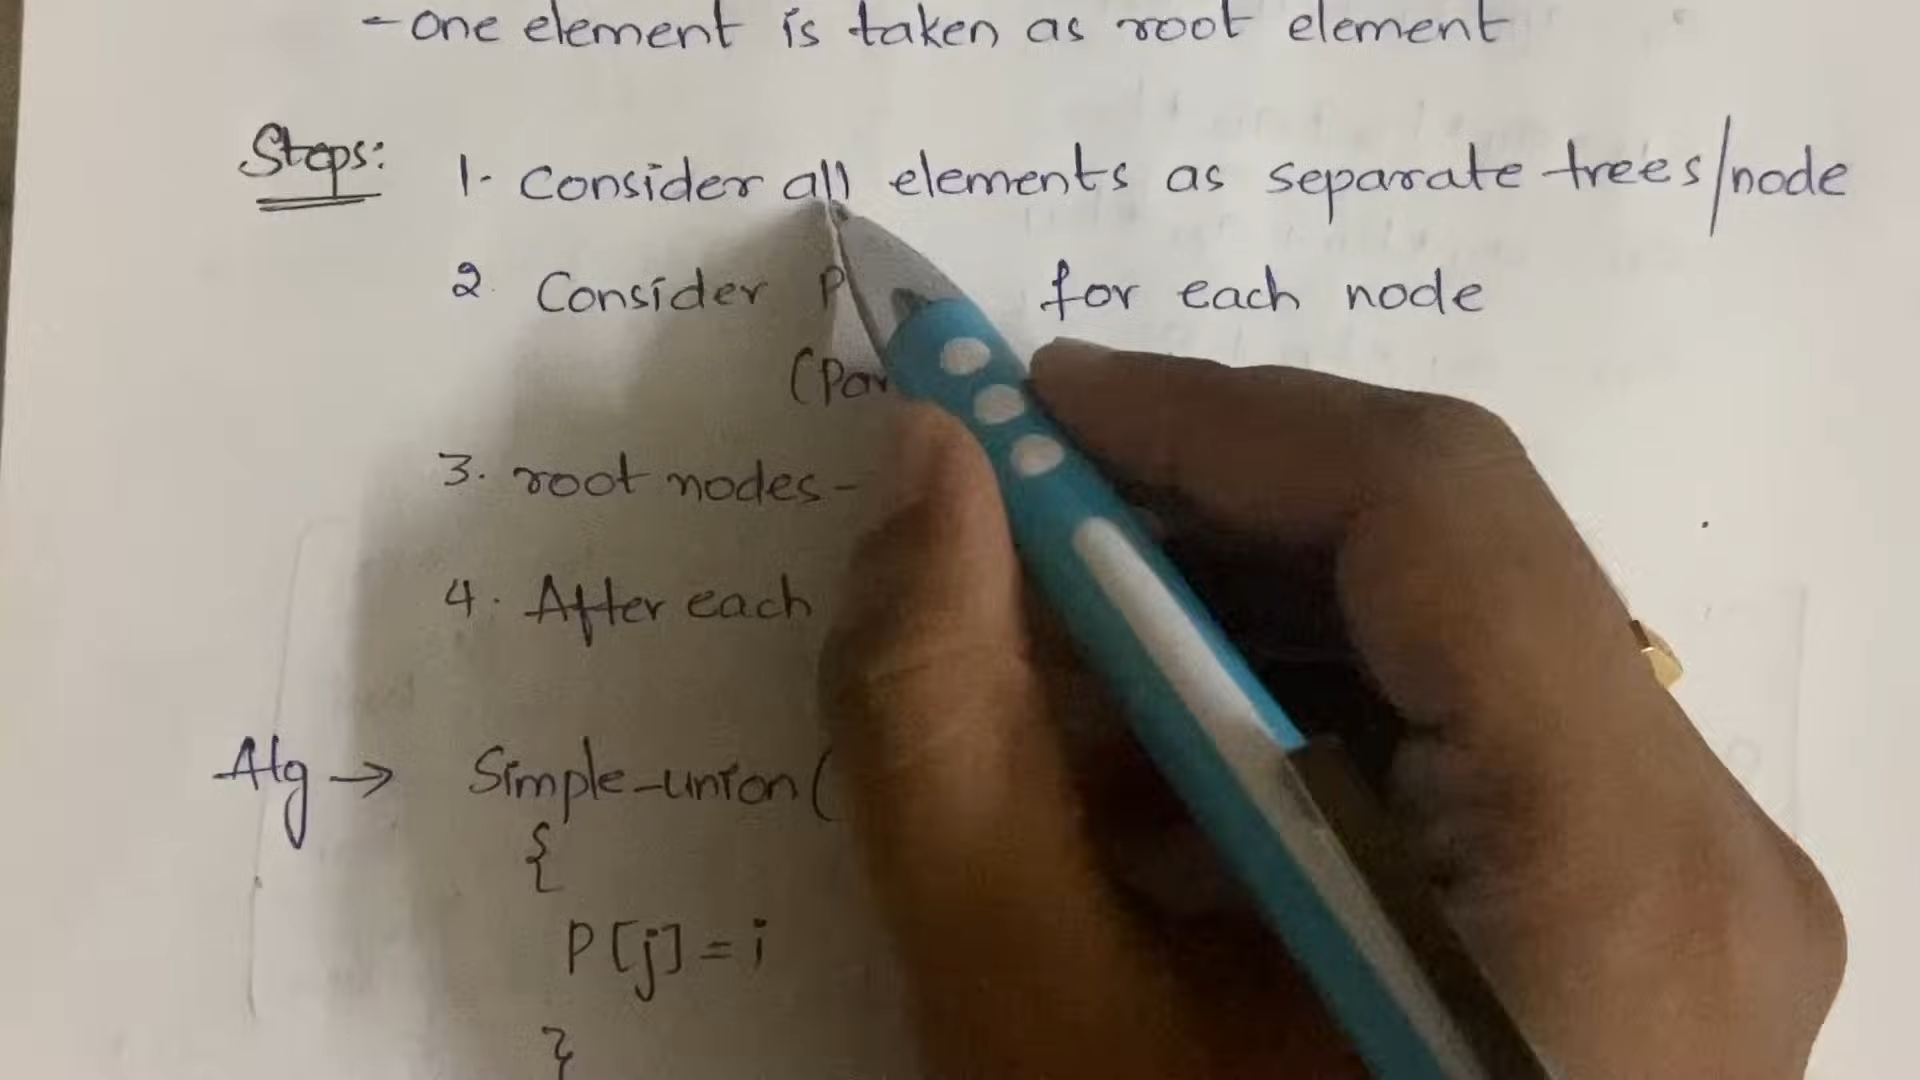 - one element is taken as root element
Steps: 1. Consider all elements as separate trees/node
2. Consider P for each node
(Par
3. root nodes -
4. After each
Alg → Simple-union(
{
P[j] = i
}